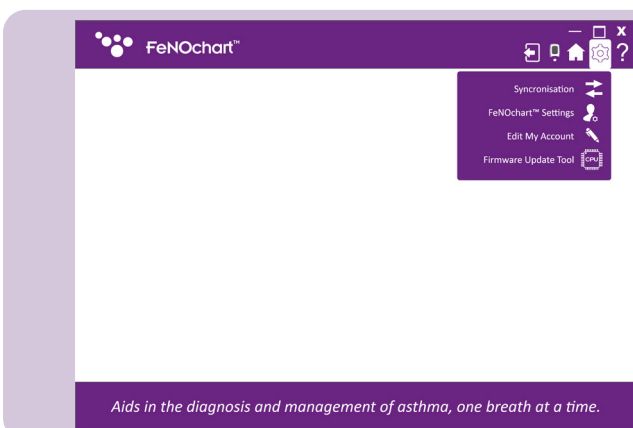 FeNOchart™
Syncronisation
FeNOchart™ Settings
Edit My Account
Firmware Update Tool
CPU
Aids in the diagnosis and management of asthma, one breath at a time.